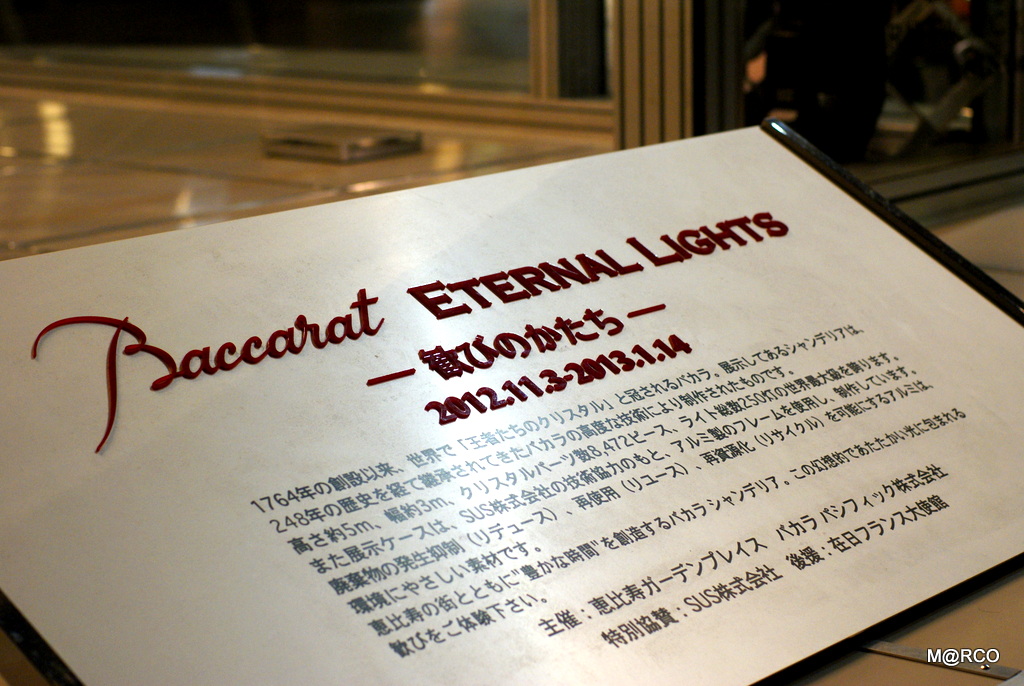 Baccarat ETERNAL LIGHTS
— 歓びのかたち —
2012.11.3-2013.1.14
1764年の創設以来、世界で「王者たちのクリスタル」と冠されるバカラ。展示してあるシャンデリアは、
248年の歴史を経て継承されてきたバカラの高度な技術により制作されたものです。
高さ約5m、幅約3m、クリスタルパーツ数8,472ピース、ライト総数250灯の世界最大級を誇ります。
また展示ケースは、SUS株式会社の技術協力のもと、アルミ製のフレームを使用し、制作しています。
廃棄物の発生抑制（リデュース）、再使用（リユース）、再資源化（リサイクル）を可能にするアルミは、
環境にやさしい素材です。
恵比寿の街とともに"豊かな時間"を創造するバカラ シャンデリア。この幻想的であたたかい光に包まれる
歓びをご体験下さい。
主催：恵比寿ガーデンプレイス バカラ パシフィック株式会社
特別協賛：SUS株式会社 後援：在日フランス大使館
M@RCO